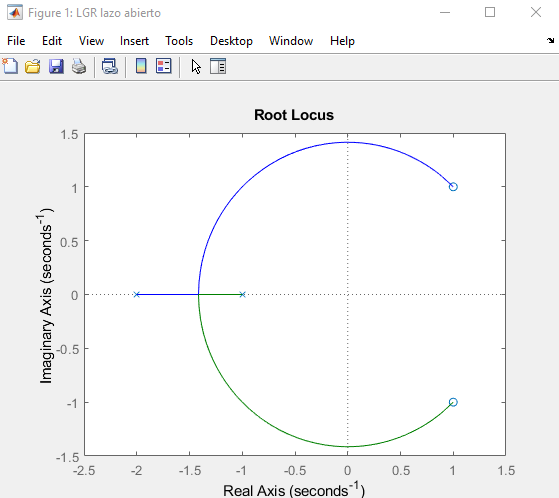 Figure 1: LGR lazo abierto
File Edit View Insert Tools Desktop Window Help
Root Locus
1.5
1
0.5
0
-0.5
-1
-1.5
Imaginary Axis (seconds⁻¹)
-2.5 -2 -1.5 -1 -0.5 0 0.5 1 1.5
Real Axis (seconds⁻¹)